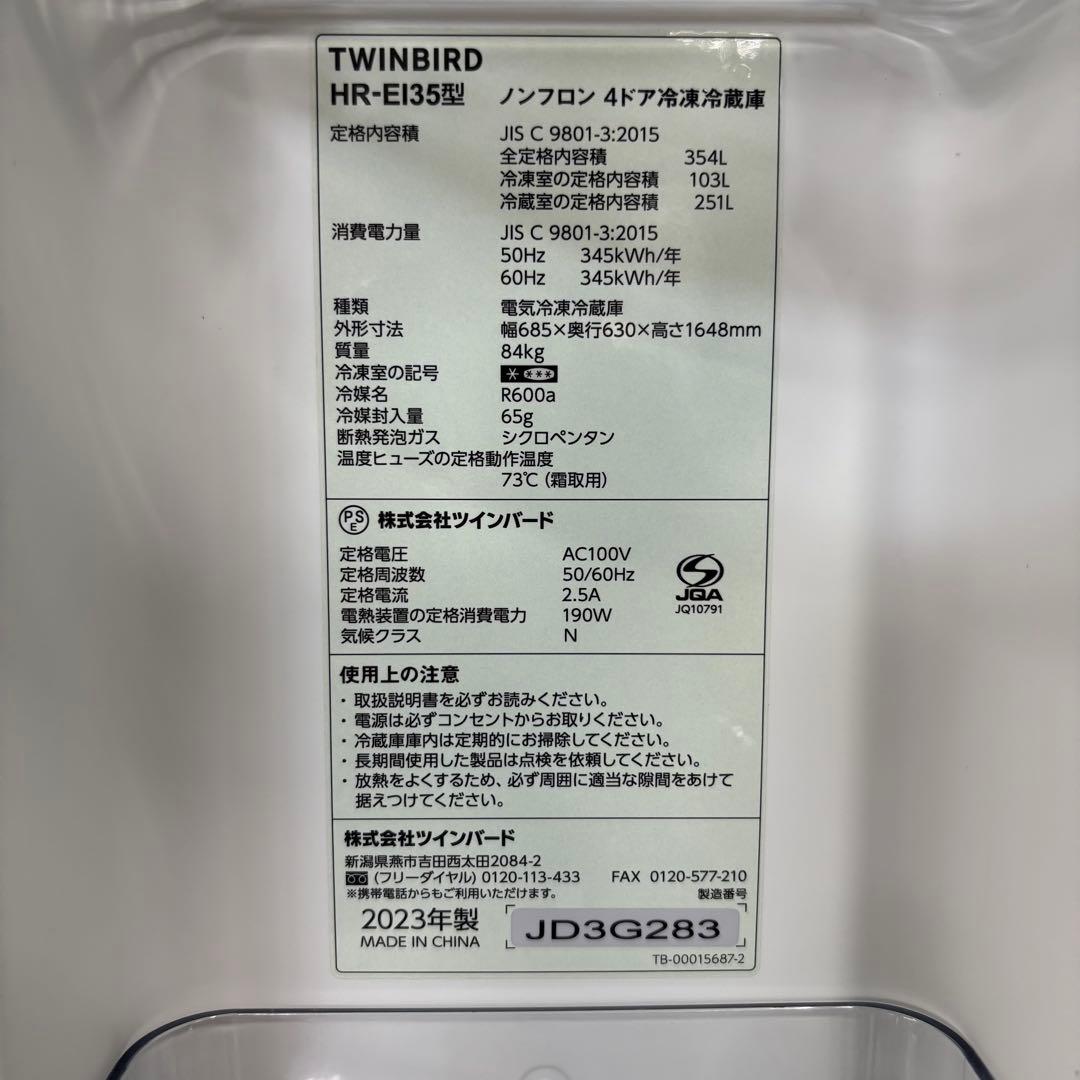 TWINBIRD
HR-EI35型 ノンフロン 4ドア冷凍冷蔵庫
定格内容積 JIS C 9801-3:2015
全定格内容積 354L
冷凍室の定格内容積 103L
冷蔵室の定格内容積 251L
消費電力量 JIS C 9801-3:2015
50Hz 345kWh/年
60Hz 345kWh/年
種類 電気冷凍冷蔵庫
外形寸法 幅685×奥行630×高さ1648mm
質量 84kg
冷凍室の記号 * ***
冷媒名 R600a
冷媒封入量 65g
断熱発泡ガス シクロペンタン
温度ヒューズの定格動作温度
73℃（霜取用）
PSE 株式会社ツインバード
定格電圧 AC100V
定格周波数 50/60Hz
定格電流 2.5A
電熱装置の定格消費電力 190W
気候クラス N
JQA
JQ10791
使用上の注意
・取扱説明書を必ずお読みください。
・電源は必ずコンセントからお取りください。
・冷蔵庫庫内は定期的にお掃除してください。
・長期間使用した製品は点検を依頼してください。
・放熱をよくするため、必ず周囲に適当な隙間をあけて
据えつけてください。
株式会社ツインバード
新潟県燕市吉田西太田2084-2
（フリーダイヤル）0120-113-433 FAX 0120-577-210
※携帯電話からもご利用いただけます。 製造番号
2023年製 JD3G283
MADE IN CHINA
TB-00015687-2